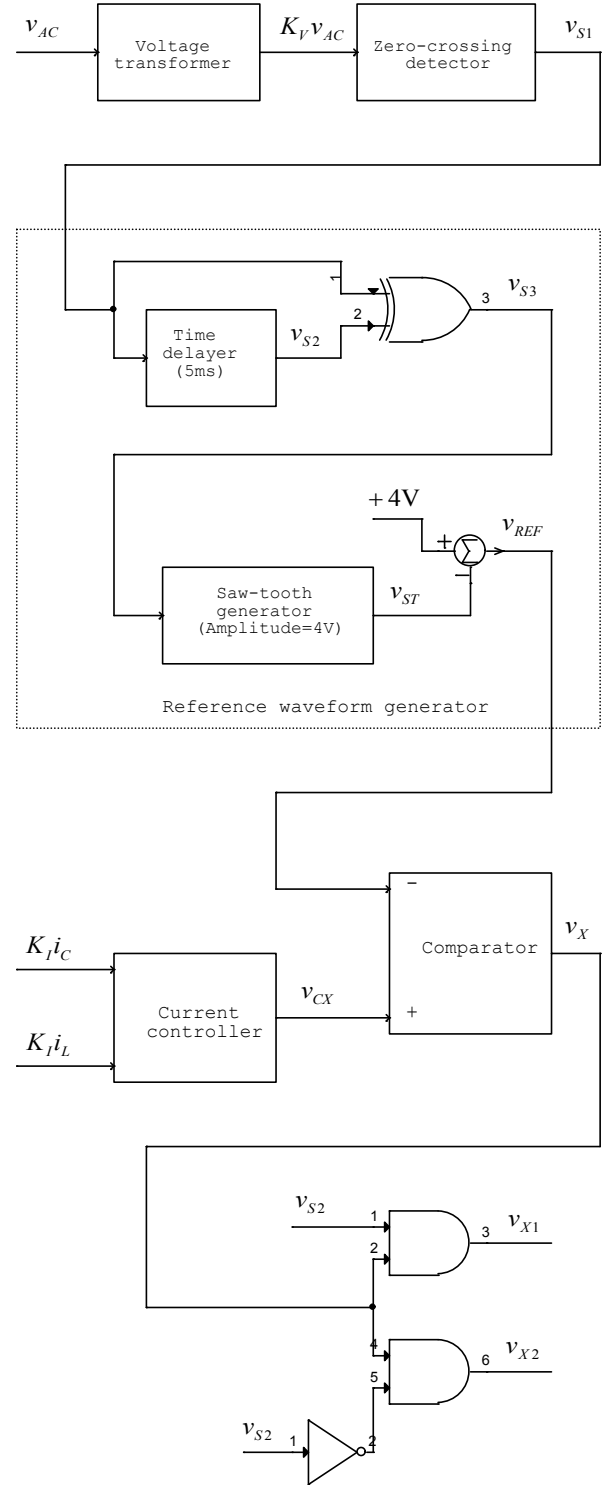 v_AC
Voltage
transformer
K_V v_AC
Zero-crossing
detector
v_S1
1
2
3
v_S3
Time
delayer
(5ms)
v_S2
+4V
+
Σ
−
v_REF
Saw-tooth
generator
(Amplitude=4V)
v_ST
Reference waveform generator
−
Comparator
+
v_X
K_I i_C
K_I i_L
Current
controller
v_CX
v_S2
1
2
3
v_X1
4
5
6
v_X2
v_S2
1
2